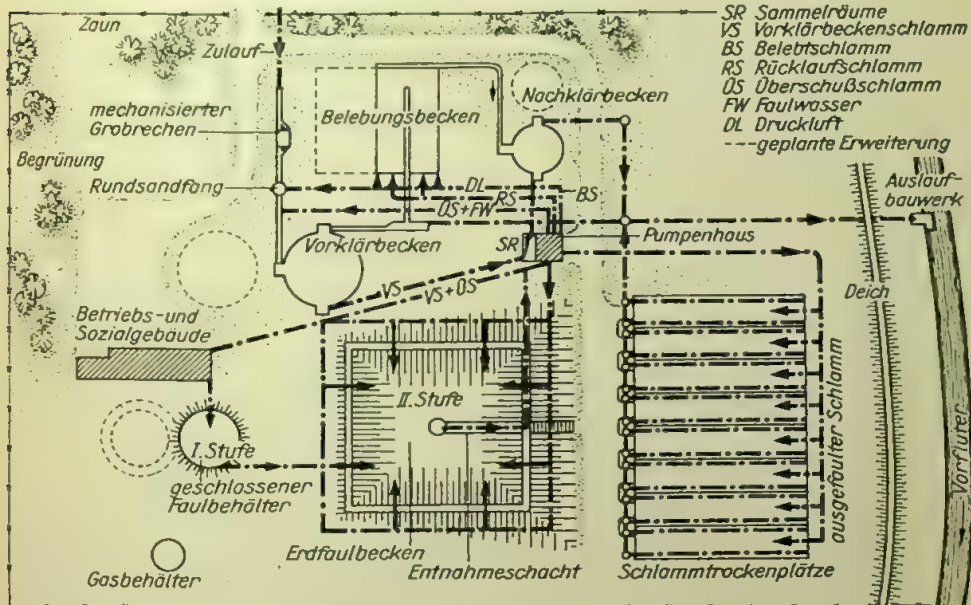 Zaun
Zulauf
mechanisierter
Grobrechen
Begrünung
Rundsandfang
Belebungsbecken
Nachklärbecken
SR Sammelräume
VS Vorklärbeckenschlamm
BS Belebtschlamm
RS Rücklaufschlamm
ÜS Überschußschlamm
FW Faulwasser
DL Druckluft
---geplante Erweiterung
DL
RS
BS
ÜS+FW
Vorklärbecken
SR
Pumpenhaus
Auslauf-
bauwerk
VS
VS+ÜS
Deich
Betriebs-und
Sozialgebäude
II.Stufe
I.Stufe
geschlossener
Faulbehälter
ausgefaulter Schlamm
Vorfluter
Erdfaulbecken
Entnahmeschacht
Schlammtrockenplätze
Gasbehälter